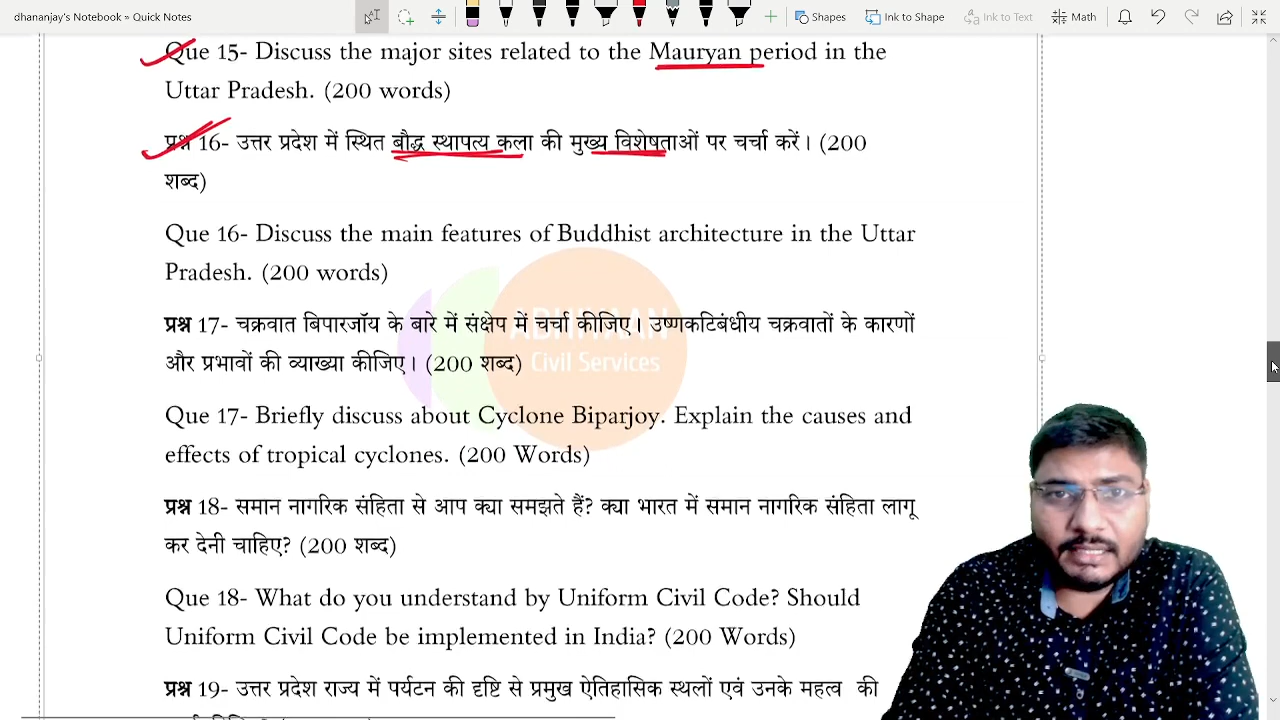 dhananjay's Notebook » Quick Notes
Shapes
Ink to Shape
Ink to Text
Math
Que 15- Discuss the major sites related to the Mauryan period in the
Uttar Pradesh. (200 words)
प्रश्न 16- उत्तर प्रदेश में स्थित बौद्ध स्थापत्य कला की मुख्य विशेषताओं पर चर्चा करें। (200
शब्द)
Que 16- Discuss the main features of Buddhist architecture in the Uttar
Pradesh. (200 words)
प्रश्न 17- चक्रवात बिपारजॉय के बारे में संक्षेप में चर्चा कीजिए। उष्णकटिबंधीय चक्रवातों के कारणों
और प्रभावों की व्याख्या कीजिए। (200 शब्द)
Civil Services
Que 17- Briefly discuss about Cyclone Biparjoy. Explain the causes and
effects of tropical cyclones. (200 Words)
प्रश्न 18- समान नागरिक संहिता से आप क्या समझते हैं? क्या भारत में समान नागरिक संहिता लागू
कर देनी चाहिए? (200 शब्द)
Que 18- What do you understand by Uniform Civil Code? Should
Uniform Civil Code be implemented in India? (200 Words)
प्रश्न 19- उत्तर प्रदेश राज्य में पर्यटन की दृष्टि से प्रमुख ऐतिहासिक स्थलों एवं उनके महत्व की